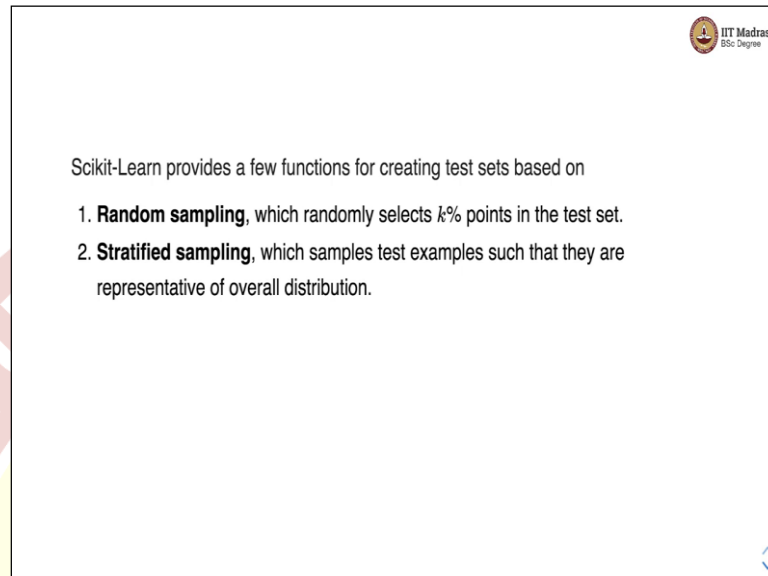 IIT Madras
BSc Degree
Scikit-Learn provides a few functions for creating test sets based on
1. Random sampling, which randomly selects k% points in the test set.
2. Stratified sampling, which samples test examples such that they are
representative of overall distribution.